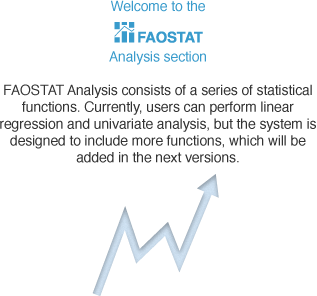 Welcome to the
FAOSTAT
Analysis section
FAOSTAT Analysis consists of a series of statistical
functions. Currently, users can perform linear
regression and univariate analysis, but the system is
designed to include more functions, which will be
added in the next versions.